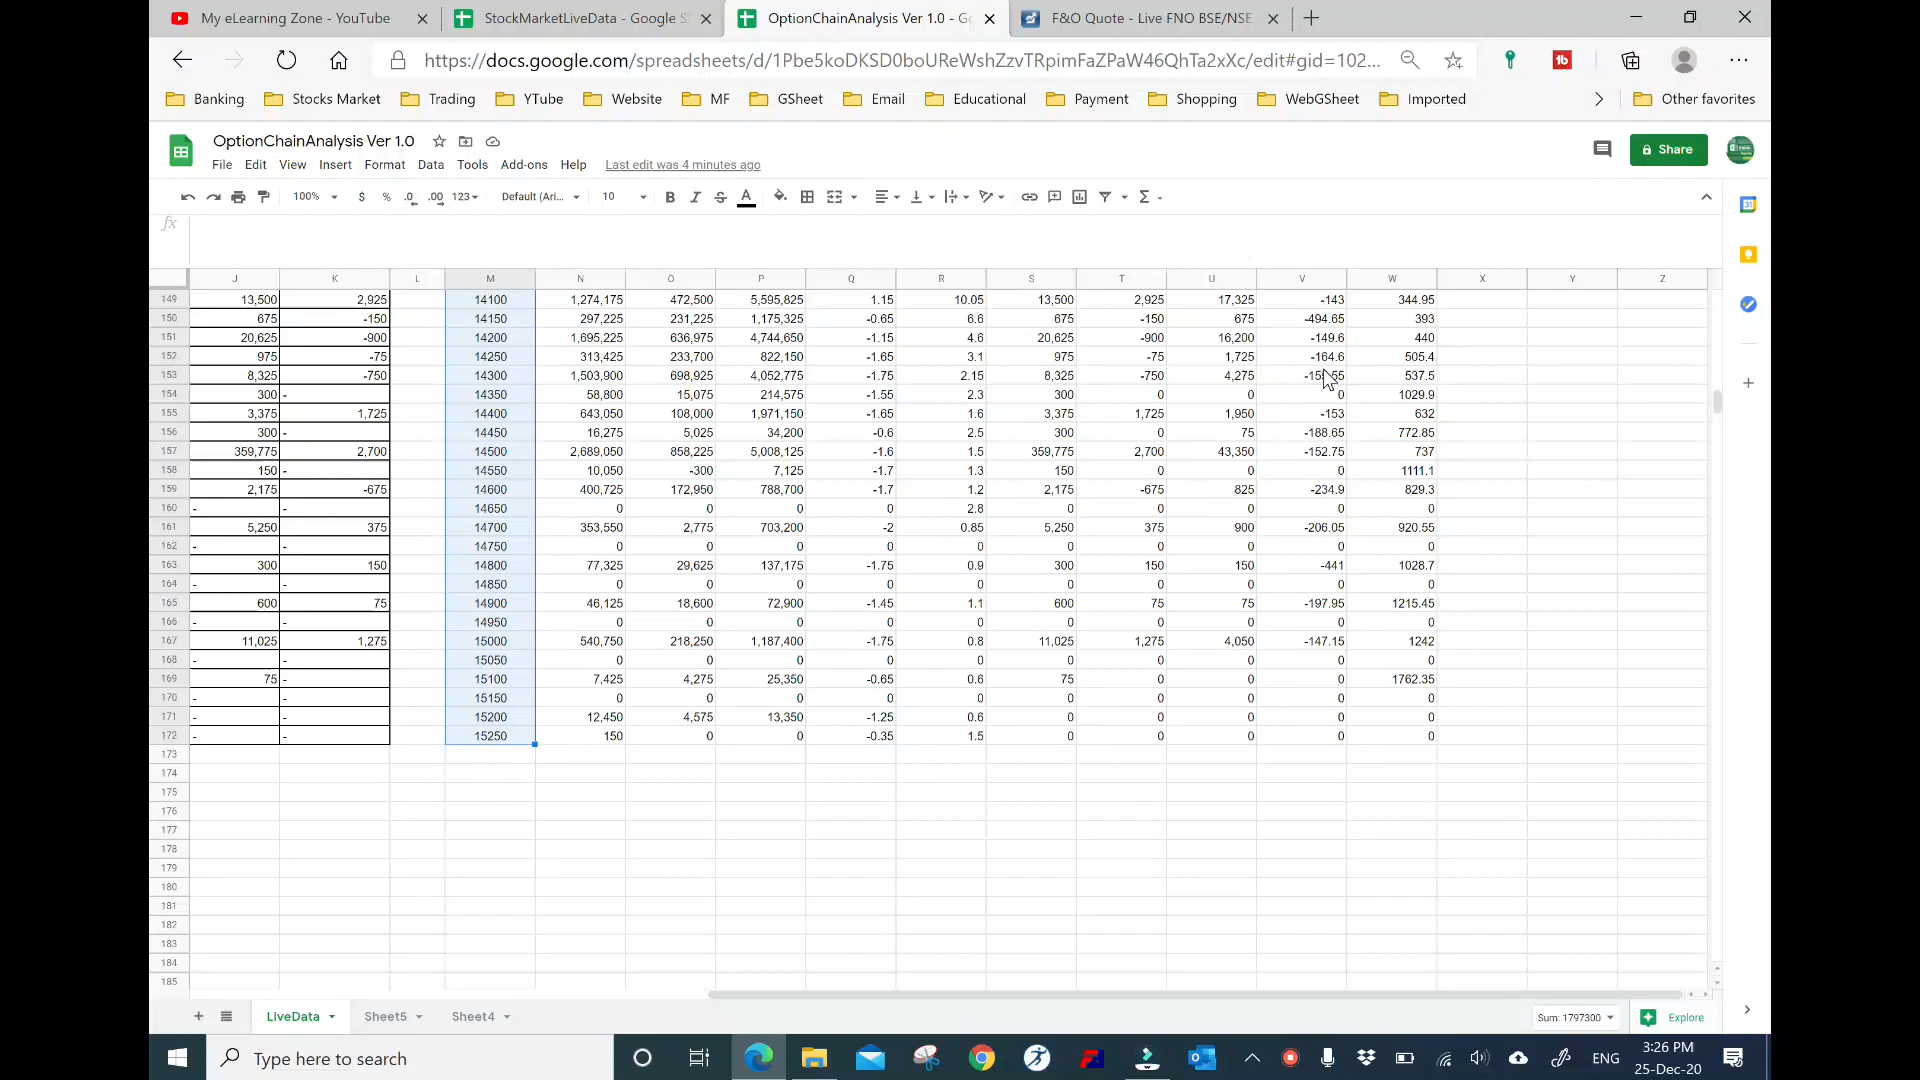 My eLearning Zone - YouTube StockMarketLiveData - Google S OptionChainAnalysis Ver 1.0 - Go F&O Quote - Live FNO BSE/NSE
https://docs.google.com/spreadsheets/d/1Pbe5koDKSD0boUReWshZzvTRpimFaZPaW46QhTa2xXc/edit#gid=102...
Banking Stocks Market Trading YTube Website MF GSheet Email Educational Payment Shopping WebGSheet Imported Other favorites
OptionChainAnalysis Ver 1.0
File Edit View Insert Format Data Tools Add-ons Help Last edit was 4 minutes ago
Share
100% $ % .0 .00 123 Default (Ari... 10 B I S A Σ
fx
J K L M N O P Q R S T U V W X Y Z
149 13,500 2,925 14100 1,274,175 472,500 5,595,825 1.15 10.05 13,500 2,925 17,325 -143 344.95
150 675 -150 14150 297,225 231,225 1,175,325 -0.65 6.6 675 -150 675 -494.65 393
151 20,625 -900 14200 1,695,225 636,975 4,744,650 -1.15 4.6 20,625 -900 16,200 -149.6 440
152 975 -75 14250 313,425 233,700 822,150 -1.65 3.1 975 -75 1,725 -164.6 505.4
153 8,325 -750 14300 1,503,900 698,925 4,052,775 -1.75 2.15 8,325 -750 4,275 537.5
154 300 - 14350 58,800 15,075 214,575 -1.55 2.3 300 0 0 0 1029.9
155 3,375 1,725 14400 643,050 108,000 1,971,150 -1.65 1.6 3,375 1,725 1,950 -153 632
156 300 - 14450 16,275 5,025 34,200 -0.6 2.5 300 0 75 -188.65 772.85
157 359,775 2,700 14500 2,689,050 858,225 5,008,125 -1.6 1.5 359,775 2,700 43,350 -152.75 737
158 150 - 14550 10,050 -300 7,125 -1.7 1.3 150 0 0 0 1111.1
159 2,175 -675 14600 400,725 172,950 788,700 -1.7 1.2 2,175 -675 825 -234.9 829.3
160 - - 14650 0 0 0 0 2.8 0 0 0 0 0
161 5,250 375 14700 353,550 2,775 703,200 -2 0.85 5,250 375 900 -206.05 920.55
162 - - 14750 0 0 0 0 0 0 0 0 0 0
163 300 150 14800 77,325 29,625 137,175 -1.75 0.9 300 150 150 -441 1028.7
164 - - 14850 0 0 0 0 0 0 0 0 0 0
165 600 75 14900 46,125 18,600 72,900 -1.45 1.1 600 75 75 -197.95 1215.45
166 - - 14950 0 0 0 0 0 0 0 0 0 0
167 11,025 1,275 15000 540,750 218,250 1,187,400 -1.75 0.8 11,025 1,275 4,050 -147.15 1242
168 - - 15050 0 0 0 0 0 0 0 0 0 0
169 75 - 15100 7,425 4,275 25,350 -0.65 0.6 75 0 0 0 1762.35
170 - - 15150 0 0 0 0 0 0 0 0 0 0
171 - - 15200 12,450 4,575 13,350 -1.25 0.6 0 0 0 0 0
172 - - 15250 150 0 0 -0.35 1.5 0 0 0 0 0
173
174
175
176
177
178
179
180
181
182
183
184
185
LiveData Sheet5 Sheet4 Sum: 1797300 Explore
Type here to search ENG 3:26 PM
25-Dec-20